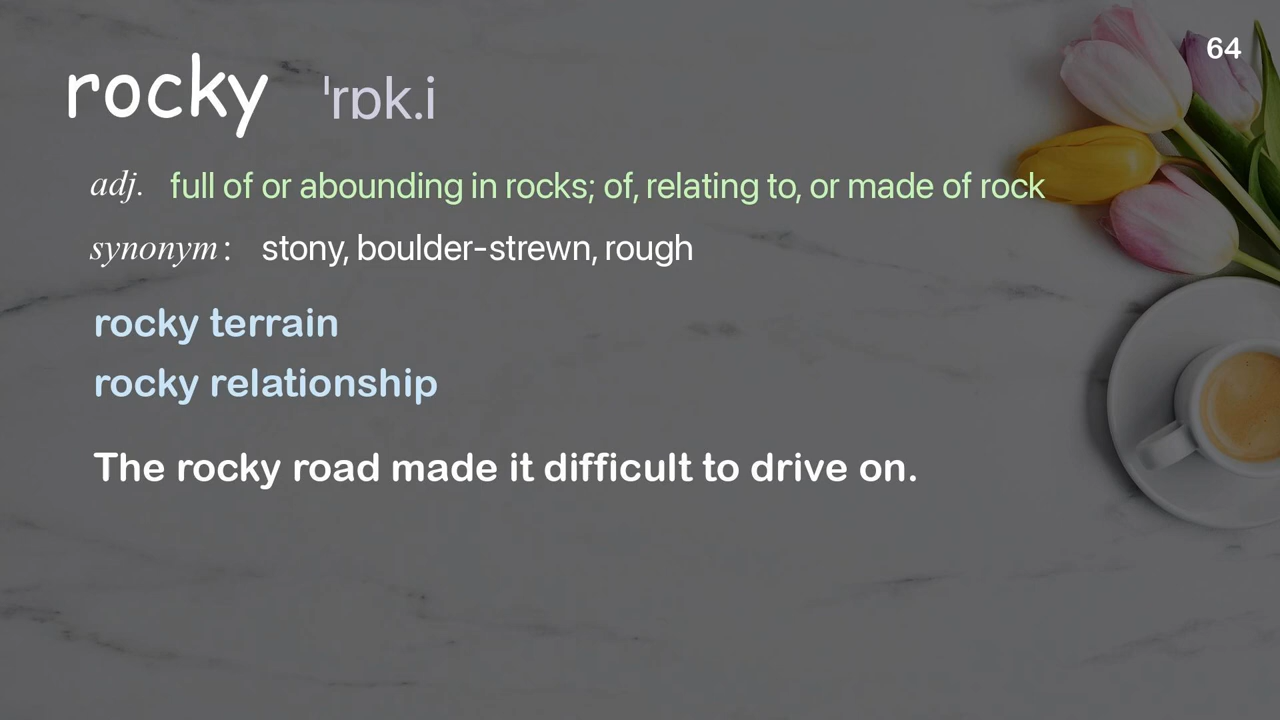 64
rocky ˈrɒk.i
adj. full of or abounding in rocks; of, relating to, or made of rock
synonym: stony, boulder-strewn, rough
rocky terrain
rocky relationship
The rocky road made it difficult to drive on.